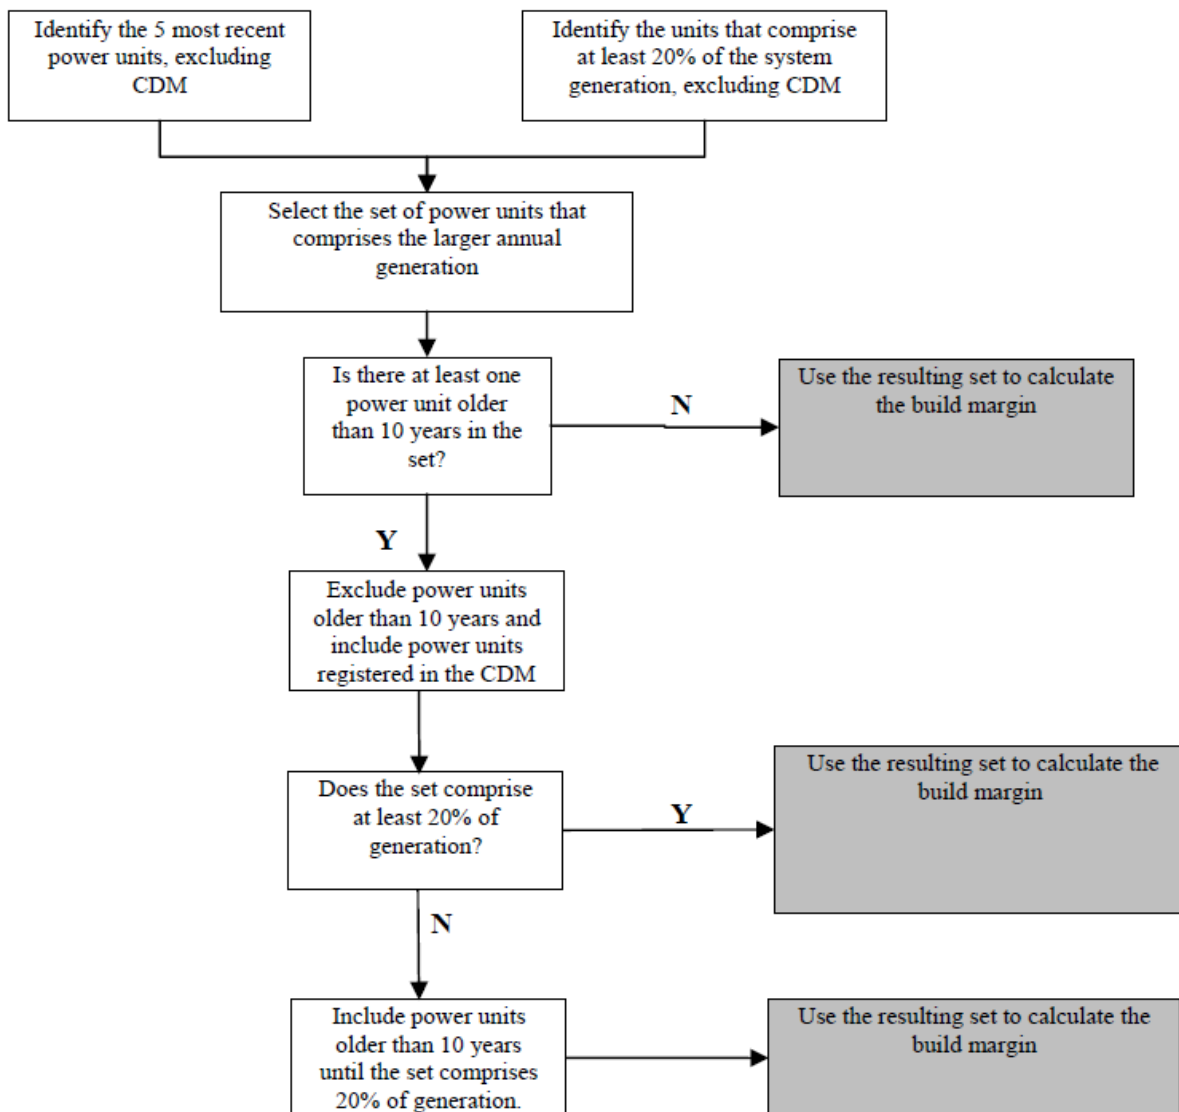 Identify the 5 most recent
power units, excluding
CDM
Identify the units that comprise
at least 20% of the system
generation, excluding CDM
Select the set of power units that
comprises the larger annual
generation
Is there at least one
power unit older
than 10 years in the
set?
N
Use the resulting set to calculate
the build margin
Y
Exclude power units
older than 10 years and
include power units
registered in the CDM
Does the set comprise
at least 20% of
generation?
Y
Use the resulting set to calculate the
build margin
N
Include power units
older than 10 years
until the set comprises
20% of generation.
Use the resulting set to calculate the
build margin